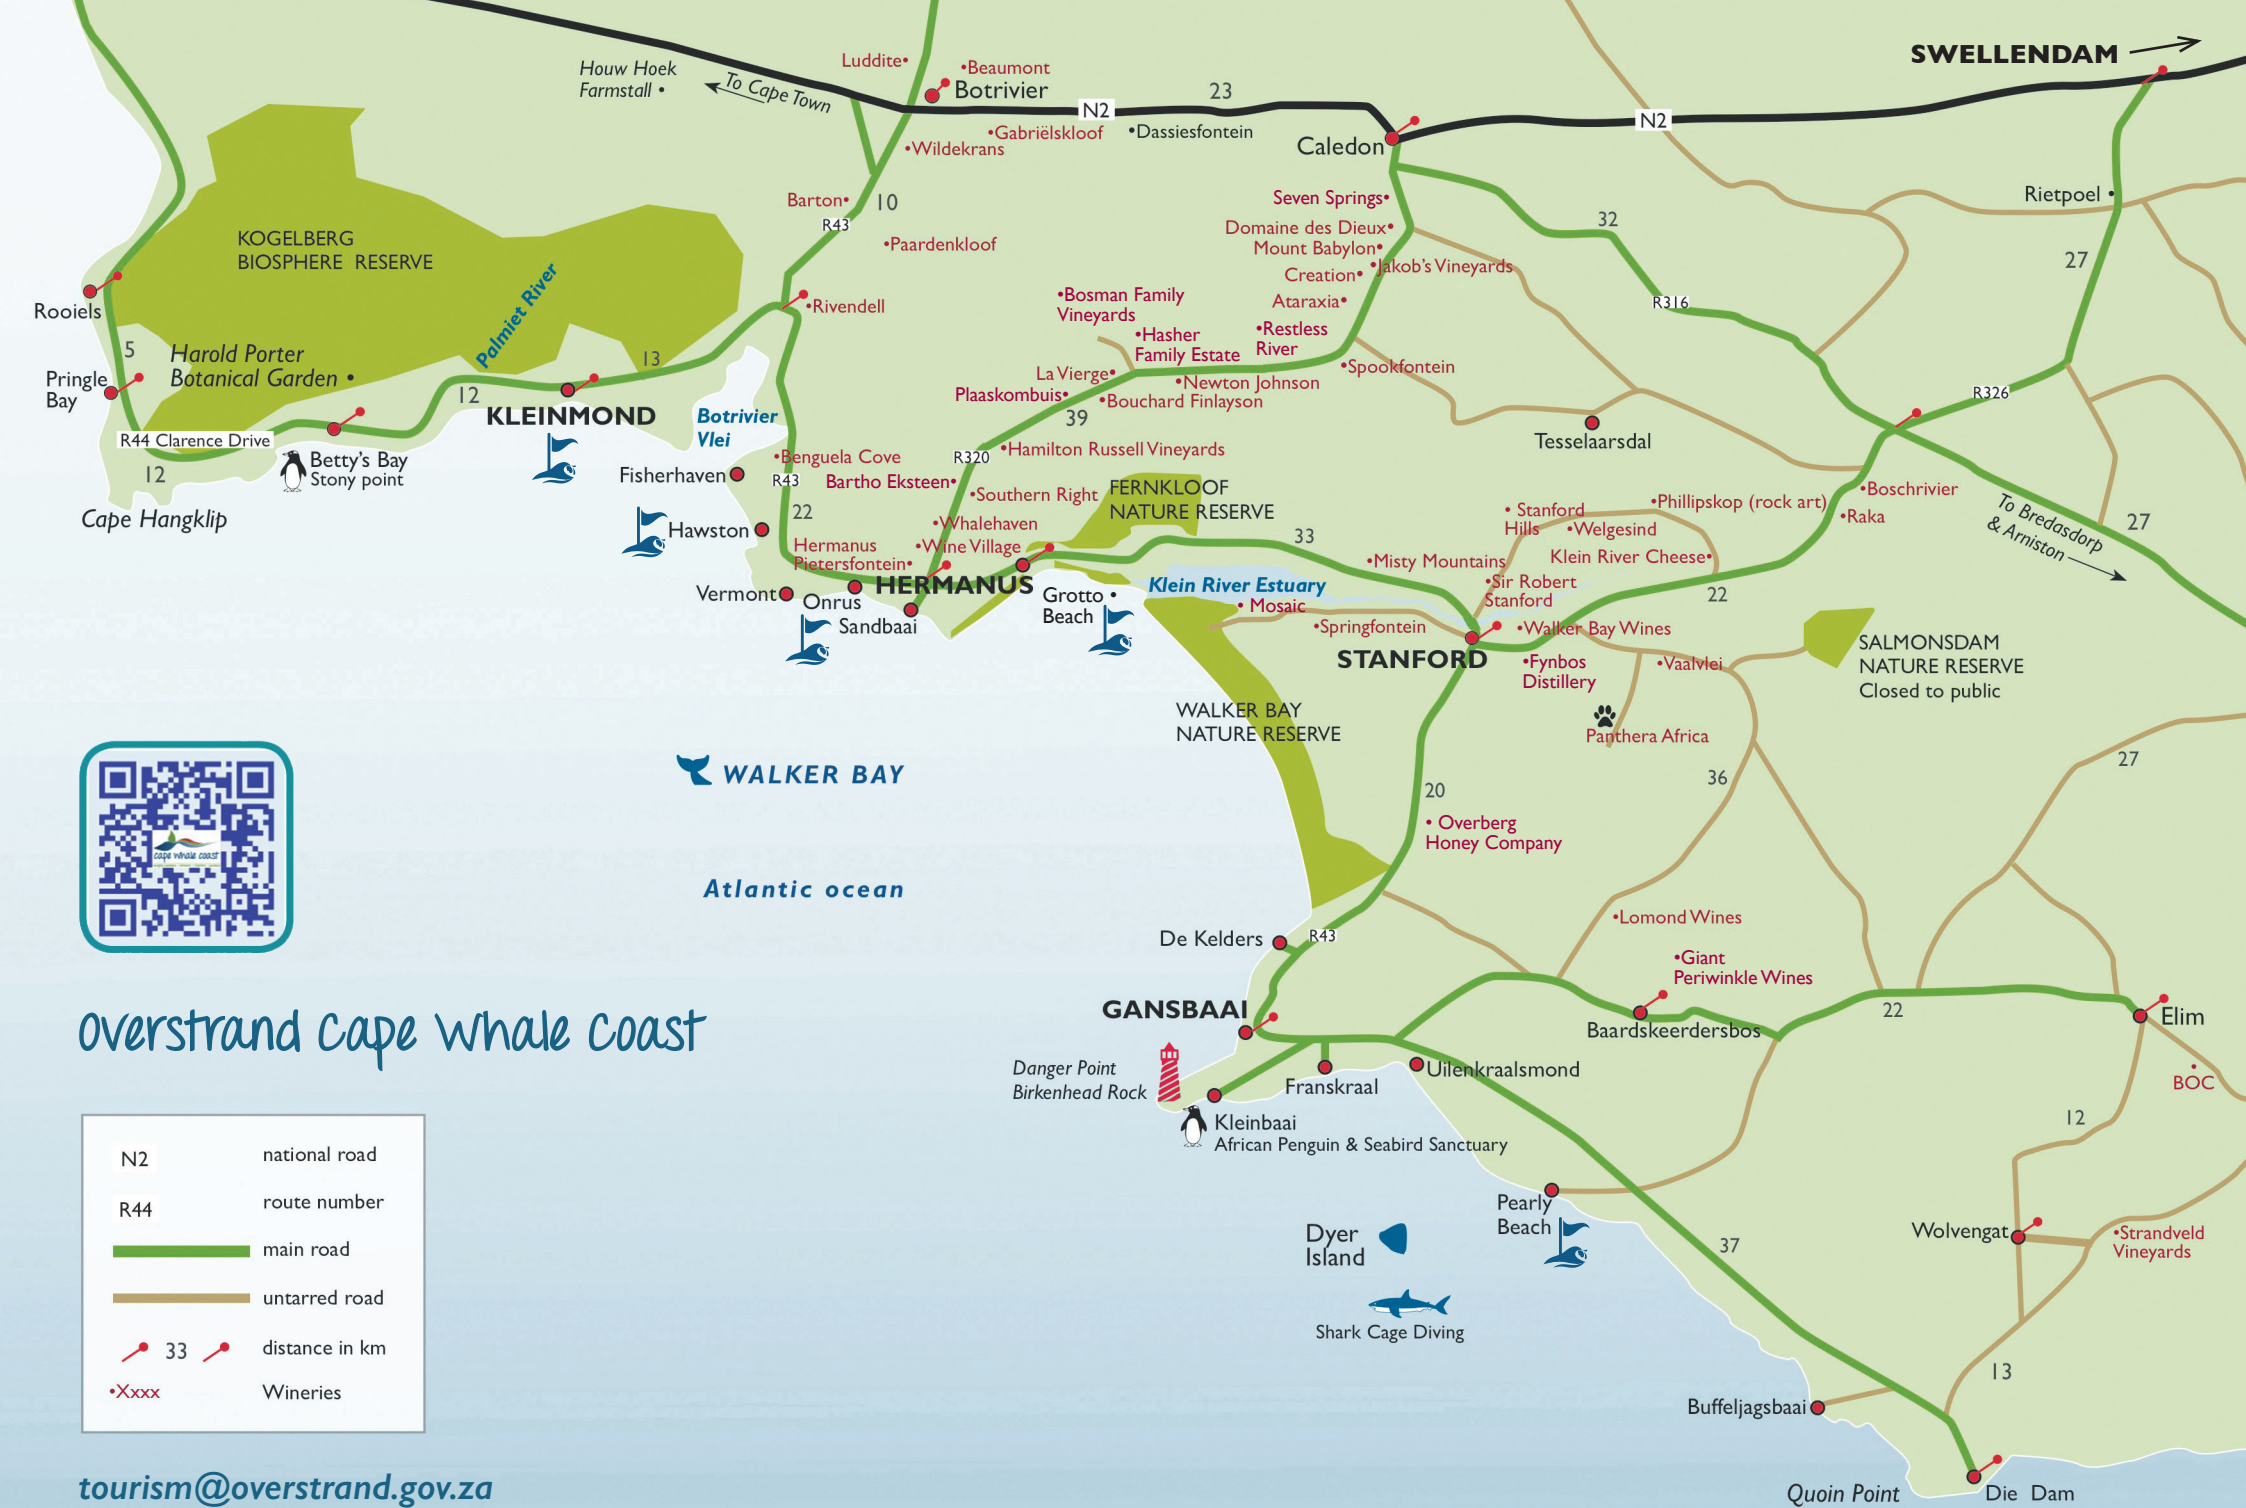 SWELLENDAM
Houw Hoek
Farmstall •
To Cape Town
Luddite•
•Beaumont
Botrivier
N2
23
•Gabriëlskloof
•Dassiesfontein
•Wildekrans
Caledon
N2
Rietpoel •
Barton•
10
R43
•Paardenkloof
Seven Springs•
Domaine des Dieux•
Mount Babylon•
•Jakob's Vineyards
Creation•
Ataraxia•
32
R316
27
KOGELBERG
BIOSPHERE RESERVE
Palmiet River
Rooiels
•Rivendell
•Bosman Family
Vineyards
•Hasher
Family Estate
•Restless
River
5
Harold Porter
Botanical Garden •
Pringle
Bay
13
12
KLEINMOND
La Vierge•
Plaaskombuis•
•Newton Johnson
•Bouchard Finlayson
•Spookfontein
39
R326
Tesselaarsdal
R44 Clarence Drive
12
Betty's Bay
Stony point
Cape Hangklip
Botrivier
Vlei
Fisherhaven
•Benguela Cove
R43
Bartho Eksteen•
R320
•Hamilton Russell Vineyards
•Southern Right
FERNKLOOF
NATURE RESERVE
Hawston
22
•Whalehaven
Hermanus
Pietersfontein•
•Wine Village
33
• Stanford
Hills
•Welgesind
•Phillipskop (rock art)
•Boschrivier
•Raka
To Bredasdorp
& Arniston
27
Klein River Cheese•
•Misty Mountains
Vermont
Onrus
HERMANUS
Sandbaai
Grotto •
Beach
Klein River Estuary
• Mosaic
•Springfontein
•Sir Robert
Stanford
22
STANFORD
•Walker Bay Wines
•Fynbos
Distillery
•Vaalvlei
SALMONSDAM
NATURE RESERVE
Closed to public
Panthera Africa
WALKER BAY
NATURE RESERVE
WALKER BAY
Atlantic ocean
20
36
27
• Overberg
Honey Company
cape whale coast
De Kelders
R43
•Lomond Wines
•Giant
Periwinkle Wines
GANSBAAI
Baardskeerdersbos
22
Elim
Overstrand Cape Whale Coast
Danger Point
Birkenhead Rock
Franskraal
Uilenkraalsmond
BOC
Kleinbaai
African Penguin & Seabird Sanctuary
12
Pearly
Beach
Dyer
Island
37
Wolvengat
•Strandveld
Vineyards
Shark Cage Diving
13
Buffeljagsbaai
Quoin Point
Die Dam
N2 national road
R44 route number
main road
untarred road
33 distance in km
•Xxxx Wineries
tourism@overstrand.gov.za